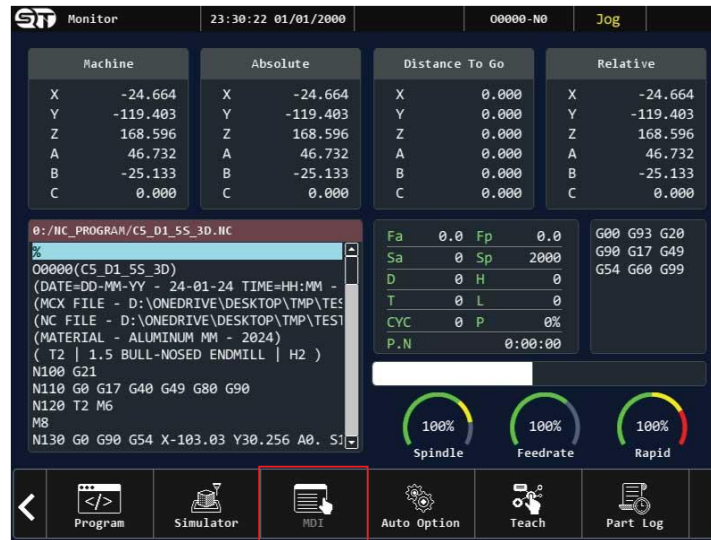 Monitor 23:30:22 01/01/2000 O0000-N0 Jog
Machine Absolute Distance To Go Relative
X -24.664 X -24.664 X 0.000 X -24.664
Y -119.403 Y -119.403 Y 0.000 Y -119.403
Z 168.596 Z 168.596 Z 0.000 Z 168.596
A 46.732 A 46.732 A 0.000 A 46.732
B -25.133 B -25.133 B 0.000 B -25.133
C 0.000 C 0.000 C 0.000 C 0.000
0:/NC_PROGRAM/C5_D1_5S_3D.NC
%
O0000(C5_D1_5S_3D)
(DATE=DD-MM-YY - 24-01-24 TIME=HH:MM -
(MCX FILE - D:\ONEDRIVE\DESKTOP\TMP\TES
(NC FILE - D:\ONEDRIVE\DESKTOP\TMP\TEST
(MATERIAL - ALUMINUM MM - 2024)
( T2 | 1.5 BULL-NOSED ENDMILL | H2 )
N100 G21
N110 G0 G17 G40 G49 G80 G90
N120 T2 M6
M8
N130 G0 G90 G54 X-103.03 Y30.256 A0. S1
Fa 0.0 Fp 0.0
Sa 0 Sp 2000
D 0 H 0
T 0 L 0
CYC 0 P 0%
P.N 0:00:00
G00 G93 G20
G90 G17 G49
G54 G60 G99
100% 100% 100%
Spindle Feedrate Rapid
Program Simulator MDI Auto Option Teach Part Log